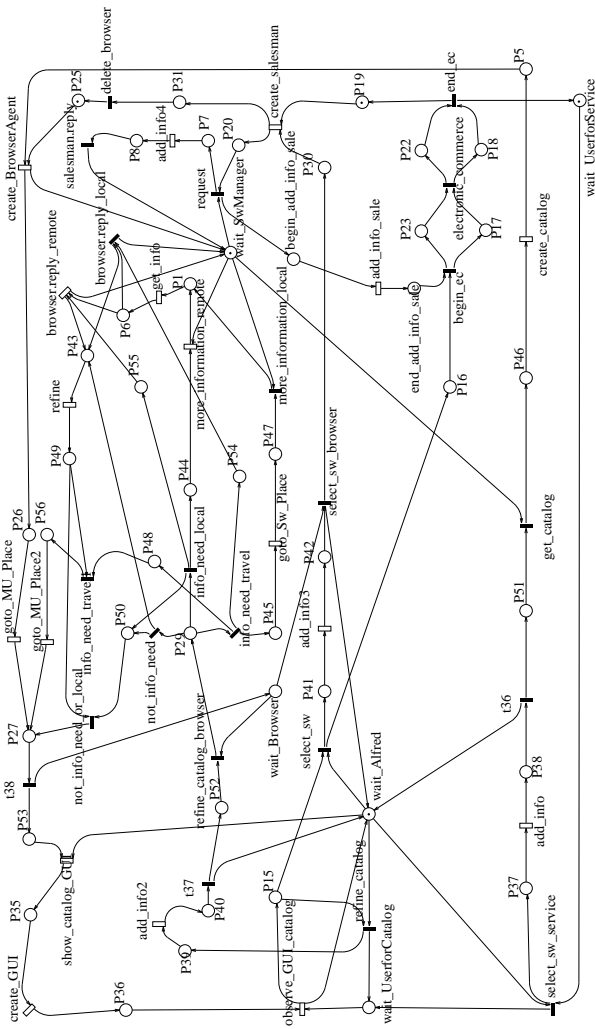 create_GUI
P35
P53
t38
P27
goto_MU_Place
P26
create_BrowserAgent
P25
delete_browser
P31
create_salesman
P19
end_ec
P5
goto_MU_Place2
P56
show_catalog_GUI
not_info_need_or_local
info_need_travel
P49
refine
P43
browser.reply_remote
browser.reply_local
salesman.reply
P8
add_info4
P7
P20
request
P36
P50
P48
not_info_need
P55
P6
get_info
P1
wait_SwManager
begin_add_info_sale
P30
add_info2
P39
P40
t37
P52
refine_catalog_browser
P29
info_need_local
P44
more_information_remote
info_need_travel
P54
add_info_sale
end_add_info_sale
P23
P22
electronic_commerce
P17
P18
begin_ec
observe_GUI_catalog
P15
wait_Browser
P45
goto_Sw_Place
P47
more_information_local
select_sw
P41
add_info3
P42
select_sw_browser
P16
wait_UserforCatalog
refine_catalog
wait_Alfred
select_sw_service
P37
add_info
P38
t36
P51
get_catalog
P46
create_catalog
wait_UserforService